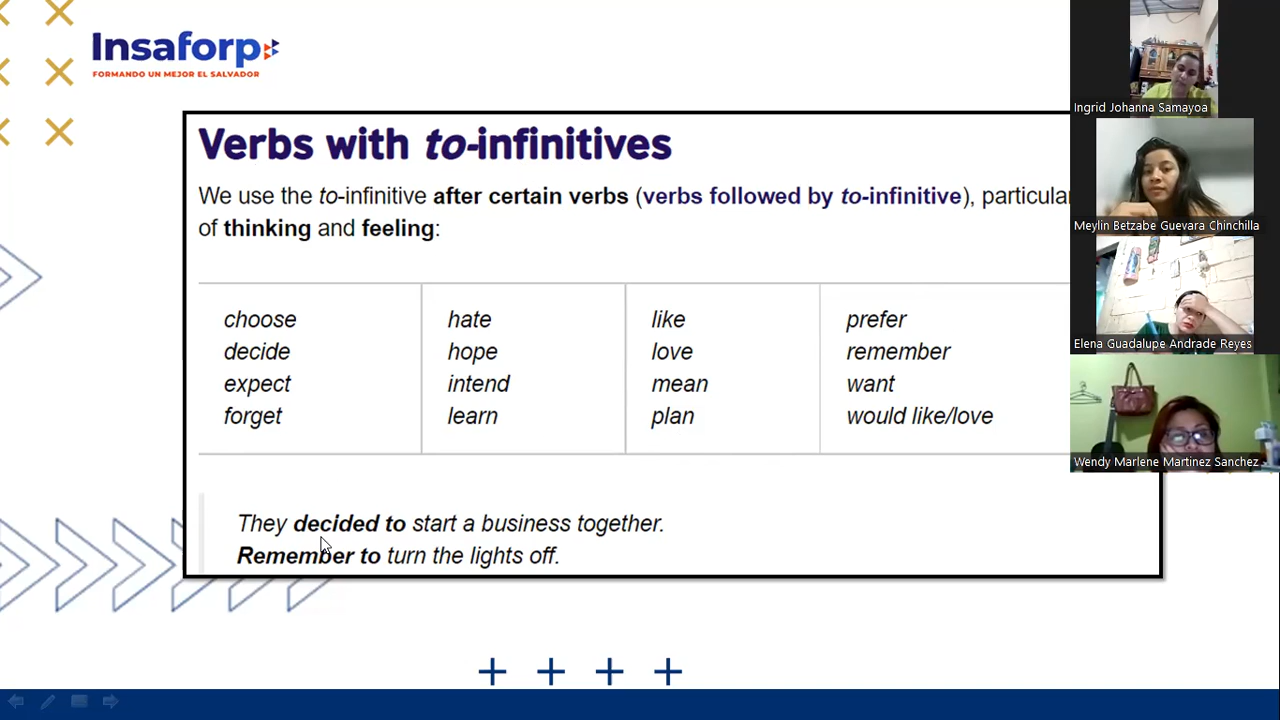 Insaforp
FORMANDO UN MEJOR EL SALVADOR
Verbs with to-infinitives
We use the to-infinitive after certain verbs (verbs followed by to-infinitive), particular
of thinking and feeling:
choose hate like prefer
decide hope love remember
expect intend mean want
forget learn plan would like/love
They decided to start a business together.
Remember to turn the lights off.
Ingrid Johanna Samayoa
Meylin Betzabe Guevara Chinchilla
Elena Guadalupe Andrade Reyes
Wendy Marlene Martinez Sanchez